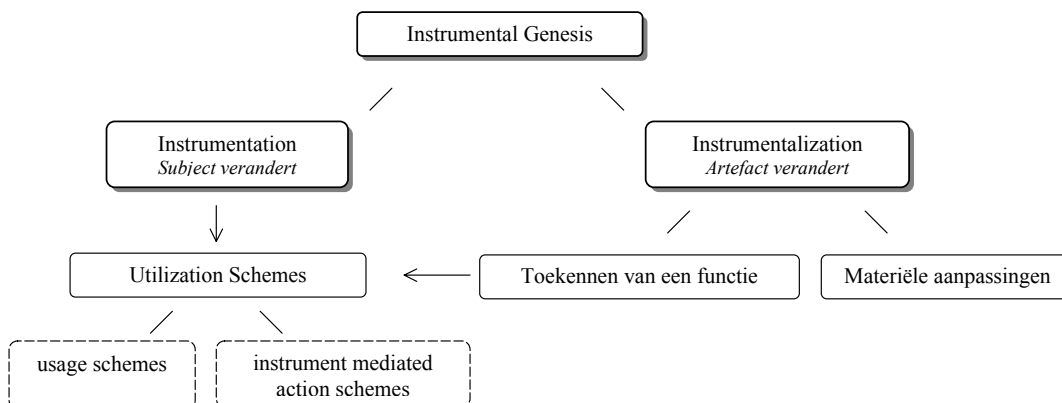 Instrumental Genesis
Instrumentation
Subject verandert
Instrumentalization
Artefact verandert
Utilization Schemes
Toekennen van een functie
Materiële aanpassingen
usage schemes
instrument mediated
action schemes